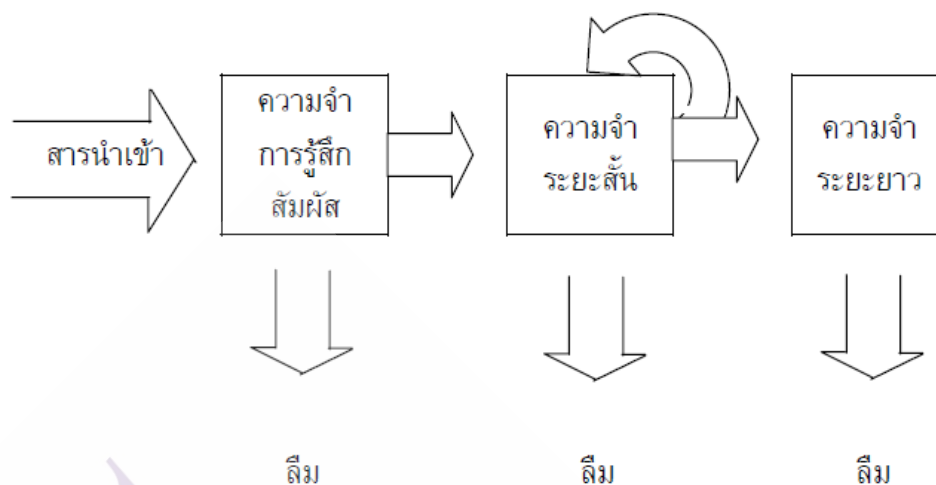 สารนำเข้า
ความจำ
การรู้สึก
สัมผัส
ความจำ
ระยะสั้น
ความจำ
ระยะยาว
ลืม
ลืม
ลืม